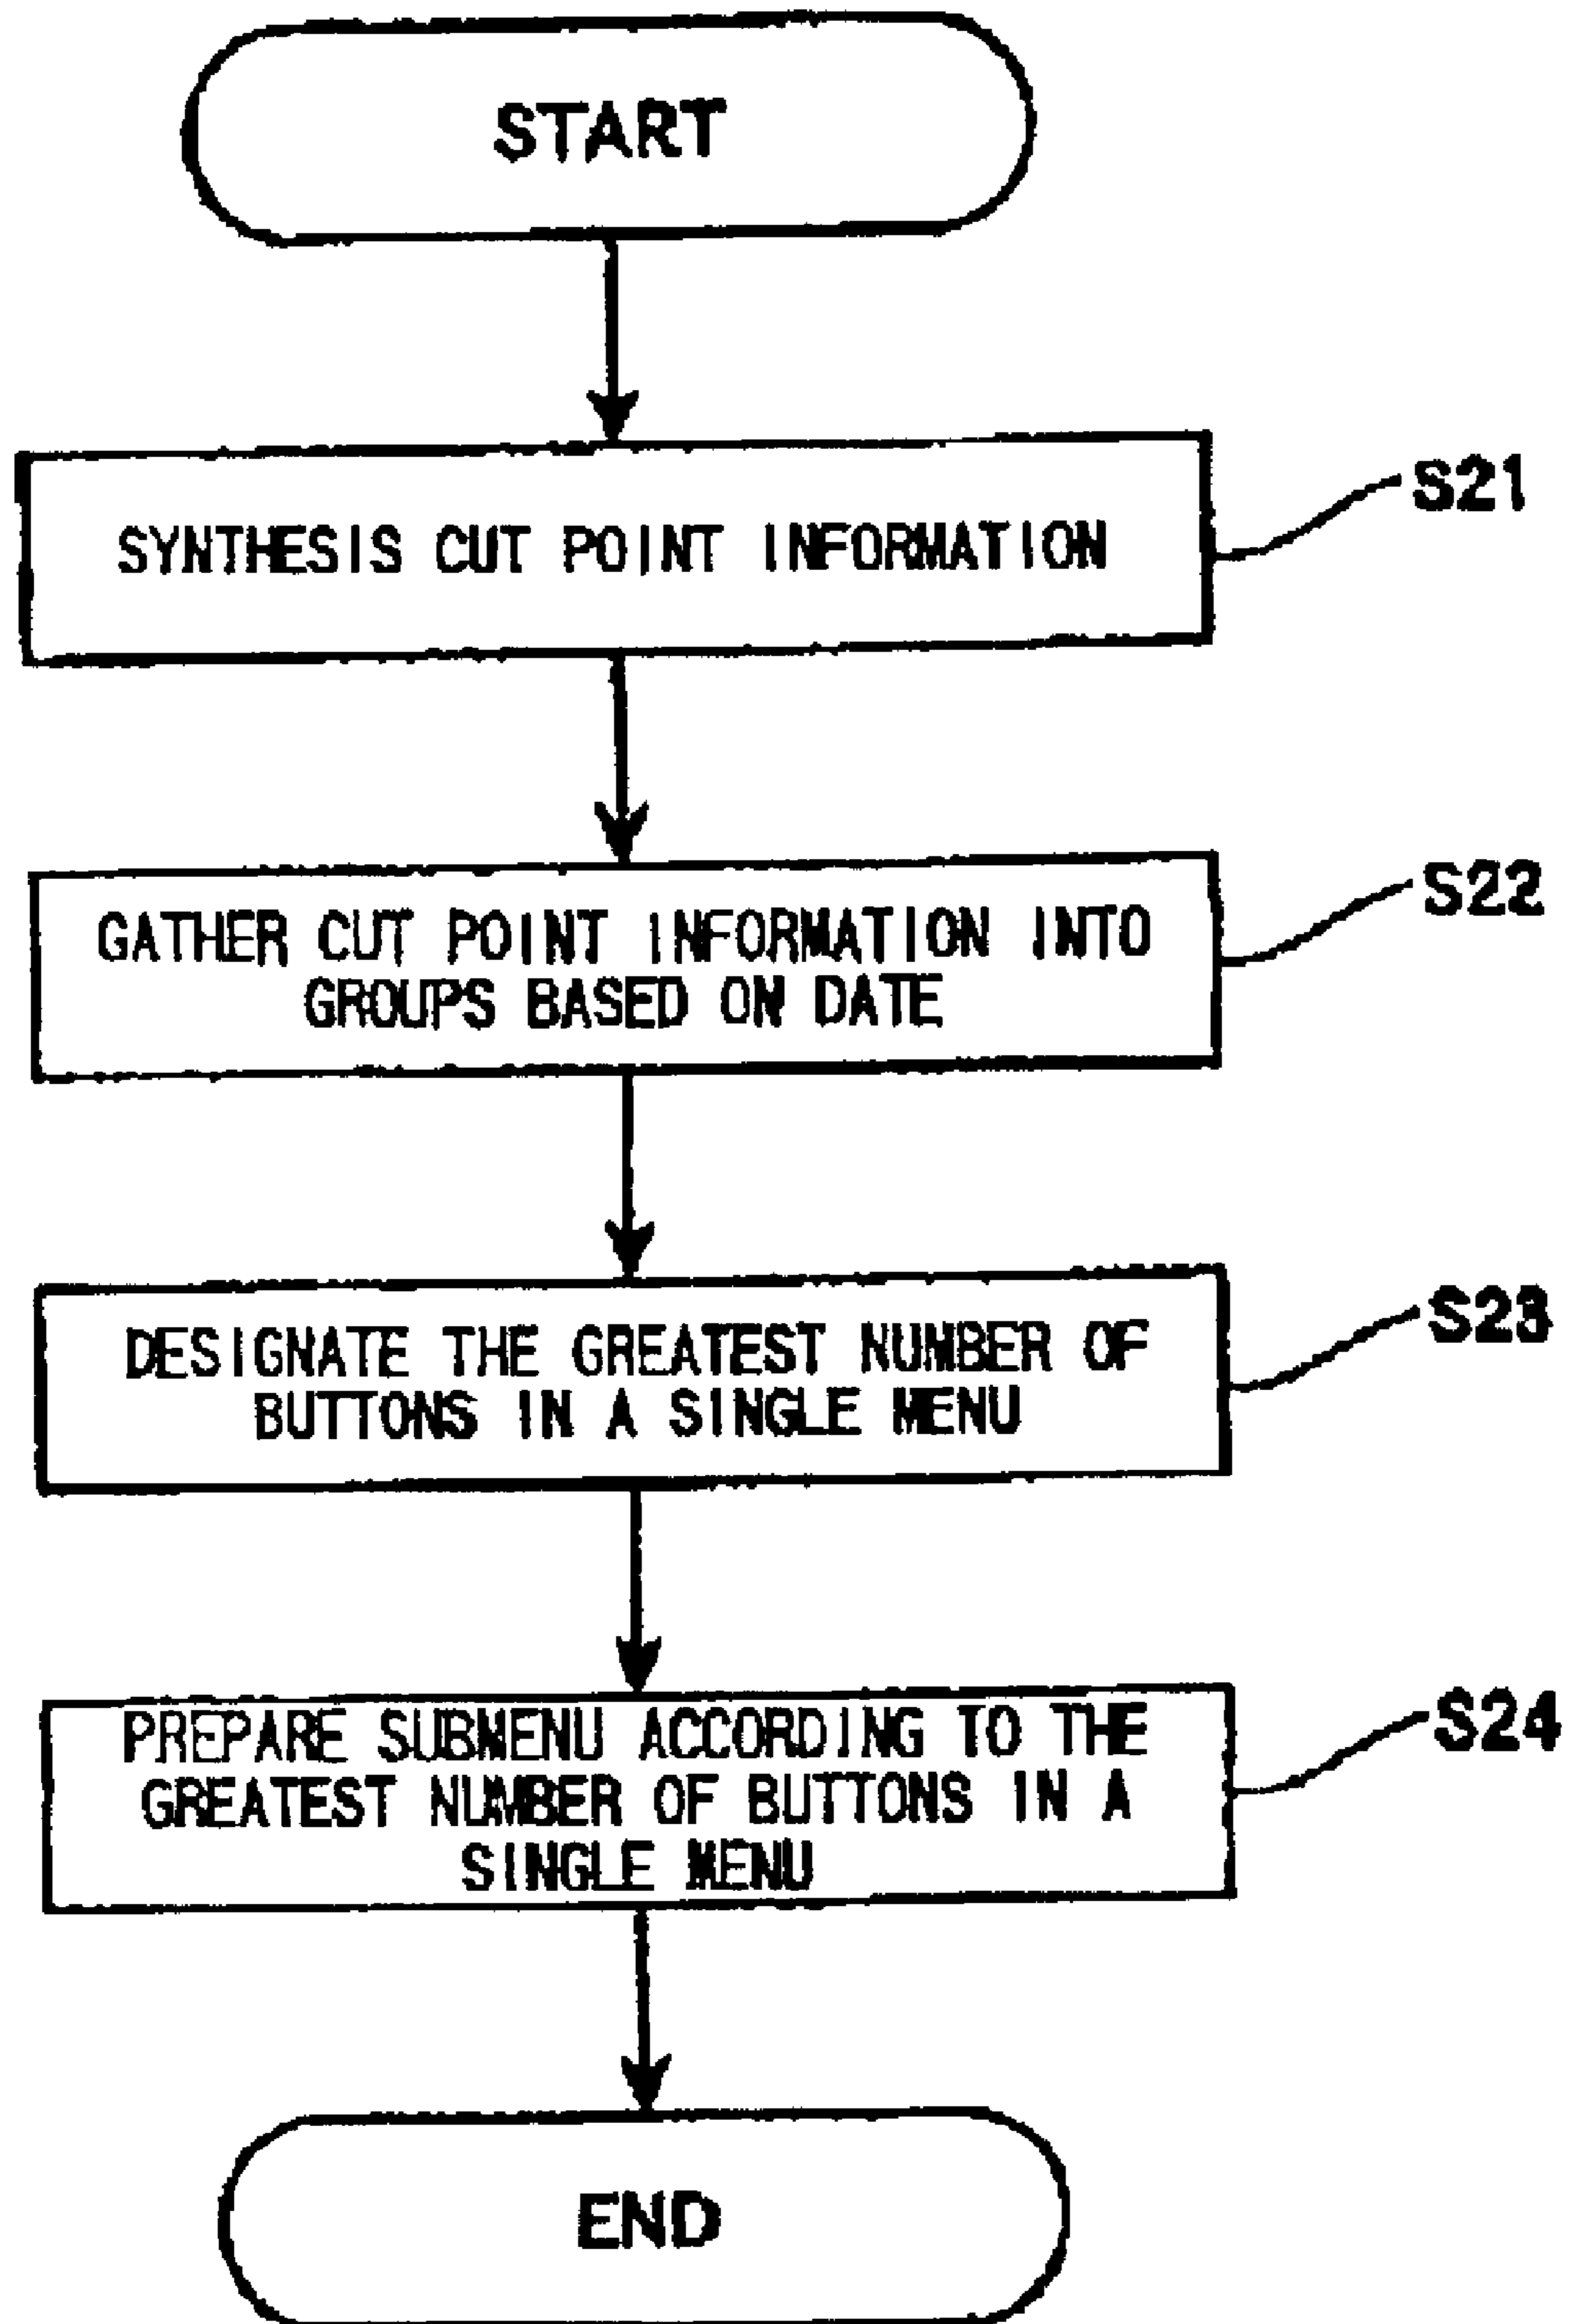 START
SYNTHESIS CUT POINT INFORMATION
S21
GATHER CUT POINT INFORMATION INTO
GROUPS BASED ON DATE
S22
DESIGNATE THE GREATEST NUMBER OF
BUTTONS IN A SINGLE MENU
S23
PREPARE SUBMENU ACCORDING TO THE
GREATEST NUMBER OF BUTTONS IN A
SINGLE MENU
S24
END